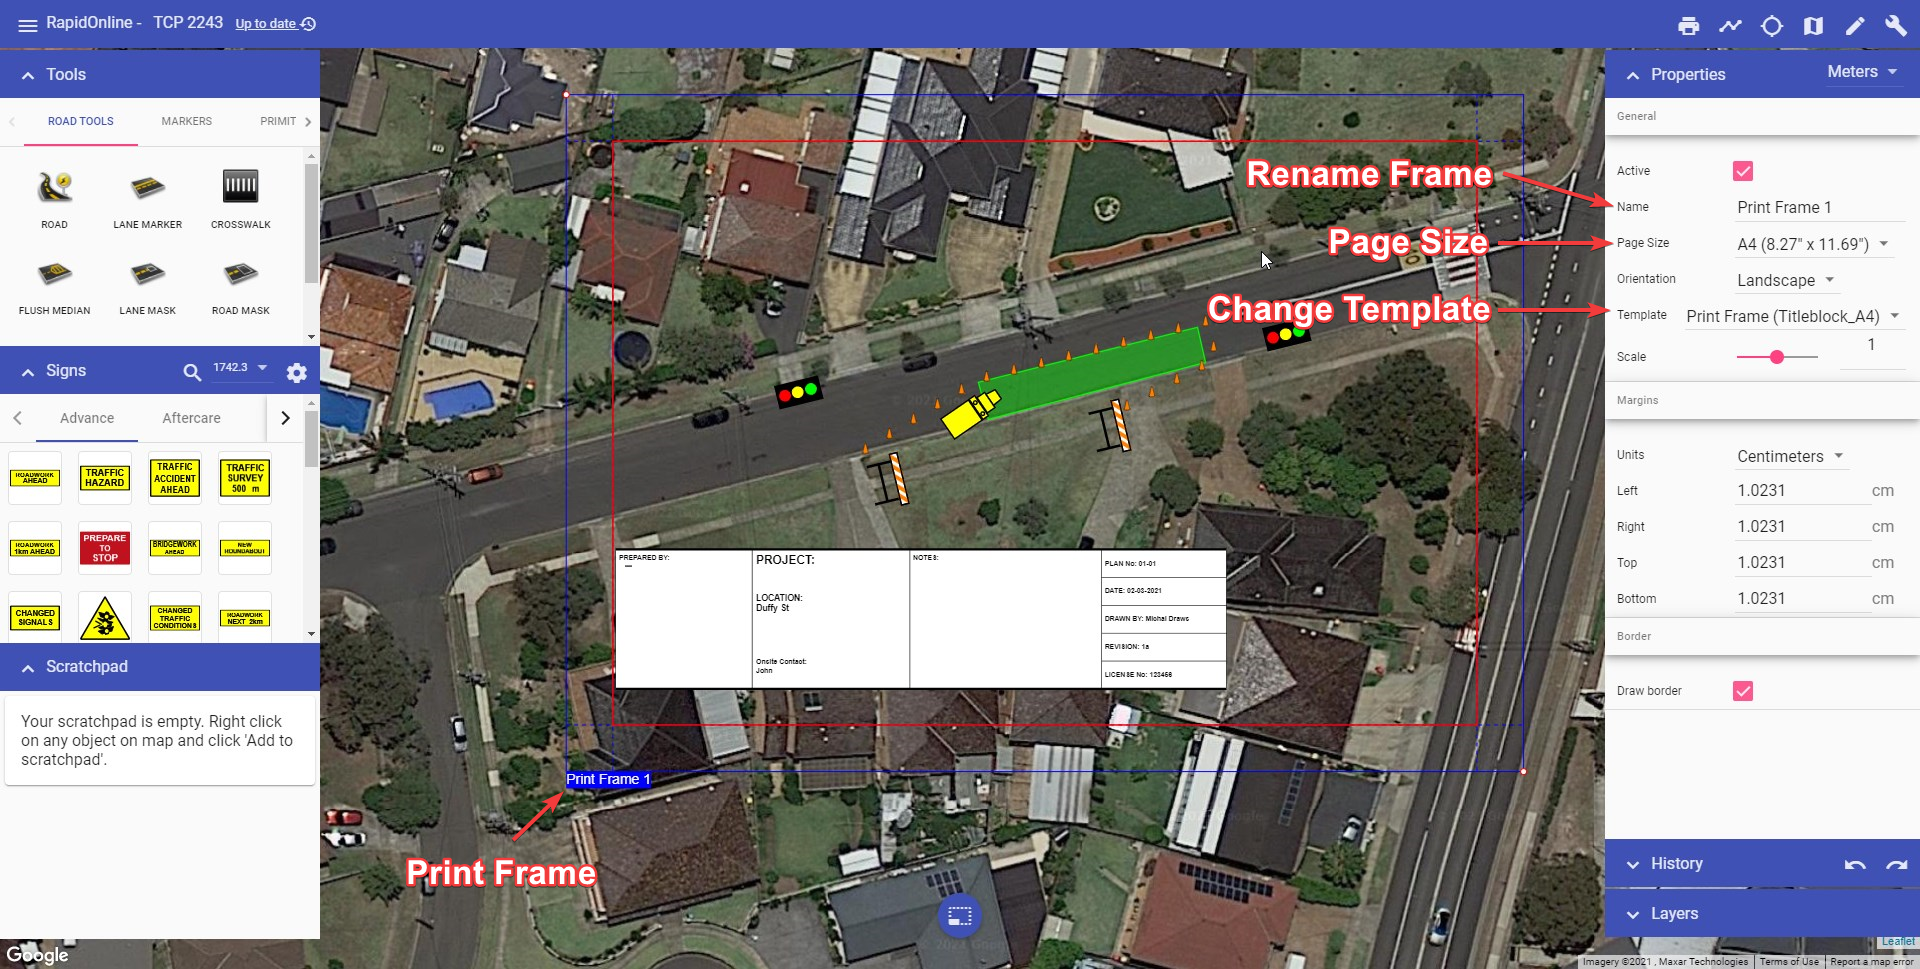 RapidOnline - TCP 2243 Up to date
Tools
ROAD TOOLS MARKERS PRIMIT
ROAD LANE MARKER CROSSWALK
FLUSH MEDIAN LANE MASK ROAD MASK
Signs 1742.3
Advance Aftercare
ROADWORK AHEAD
TRAFFIC HAZARD
TRAFFIC ACCIDENT AHEAD
TRAFFIC SURVEY 500 m
ROADWORK 1km AHEAD
PREPARE TO STOP
BRIDGEWORK AHEAD
NEW ROUNDABOUT
CHANGED SIGNALS
CHANGED TRAFFIC CONDITIONS
ROADWORK NEXT 2km
Scratchpad
Your scratchpad is empty. Right click
on any object on map and click 'Add to
scratchpad'.
Google
Rename Frame
Page Size
Change Template
PREPARED BY:
PROJECT:
LOCATION:
Duffy St
Onsite Contact:
John
NOTES:
PLAN No: 01-01
DATE: 02-03-2021
DRAWN BY: Michal Draws
REVISION: 1a
LICENSE No: 123456
Print Frame 1
Print Frame
Properties Meters
General
Active
Name Print Frame 1
Page Size A4 (8.27" x 11.69")
Orientation Landscape
Template Print Frame (Titleblock_A4)
Scale 1
Margins
Units Centimeters
Left 1.0231 cm
Right 1.0231 cm
Top 1.0231 cm
Bottom 1.0231 cm
Border
Draw border
History
Layers
Leaflet
Imagery ©2021 , Maxar Technologies Terms of Use Report a map error